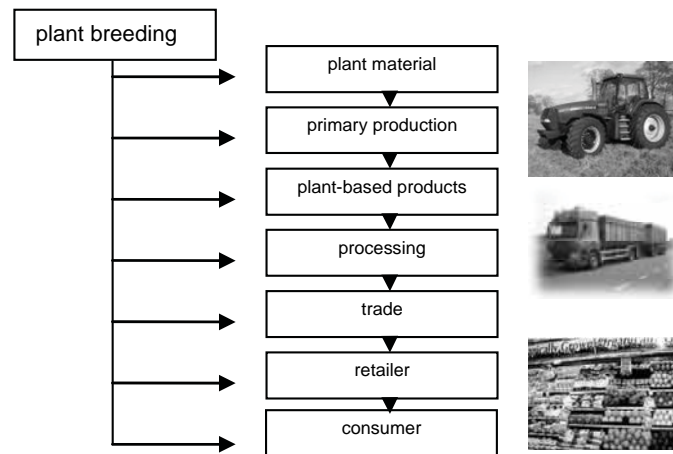 plant breeding
plant material
primary production
plant-based products
processing
trade
retailer
consumer